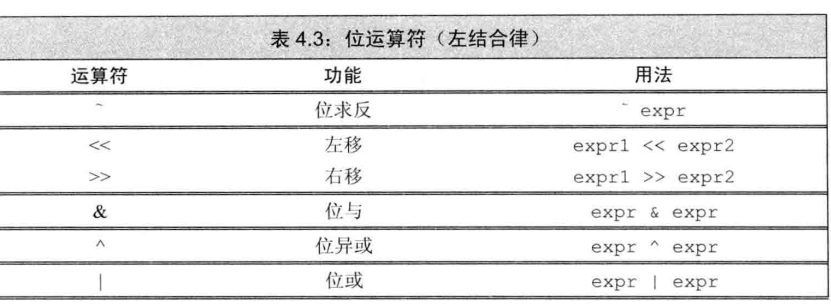 表 4.3：位运算符（左结合律）
运算符 功能 用法
~ 位求反 ~ expr
<< 左移 expr1 << expr2
>> 右移 expr1 >> expr2
& 位与 expr & expr
^ 位异或 expr ^ expr
| 位或 expr | expr